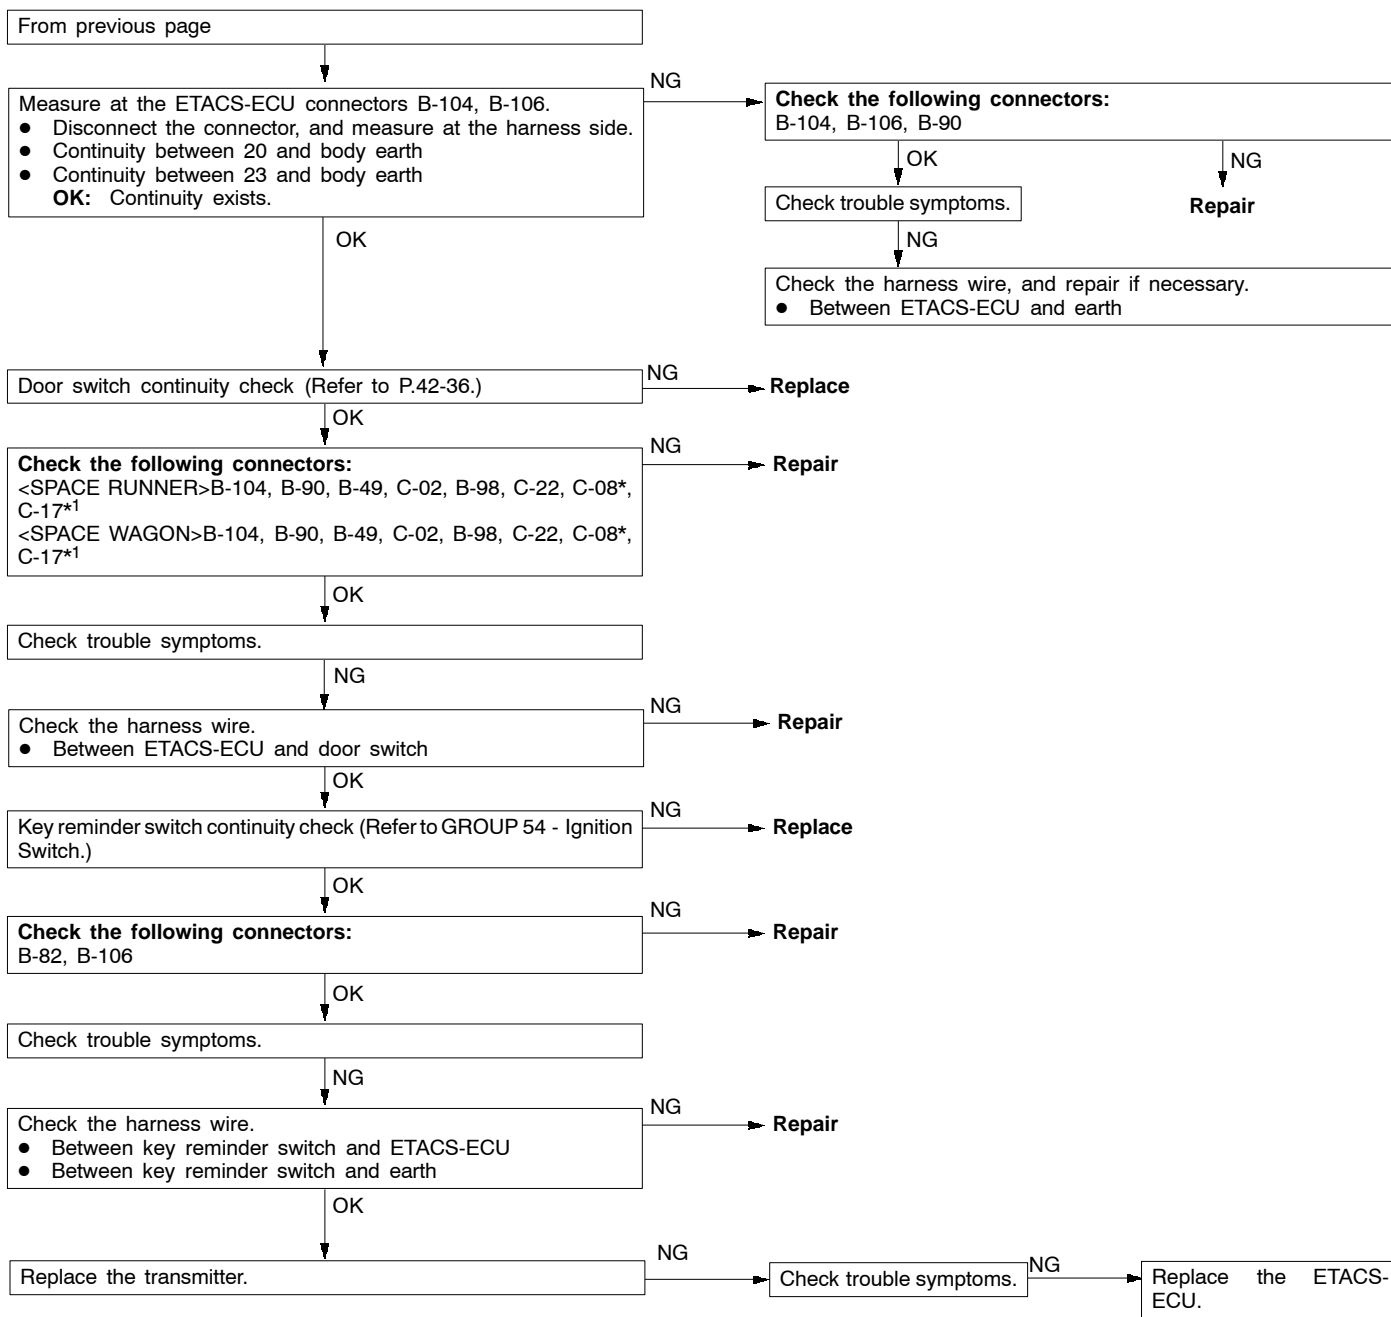 From previous page
NG
Measure at the ETACS-ECU connectors B-104, B-106.
● Disconnect the connector, and measure at the harness side.
● Continuity between 20 and body earth
● Continuity between 23 and body earth
OK: Continuity exists.
Check the following connectors:
B-104, B-106, B-90
OK
NG
Check trouble symptoms.
Repair
OK
NG
Check the harness wire, and repair if necessary.
● Between ETACS-ECU and earth
Door switch continuity check (Refer to P.42-36.)
NG
Replace
OK
Check the following connectors:
<SPACE RUNNER>B-104, B-90, B-49, C-02, B-98, C-22, C-08*,
C-17*1
<SPACE WAGON>B-104, B-90, B-49, C-02, B-98, C-22, C-08*,
C-17*1
NG
Repair
OK
Check trouble symptoms.
NG
Check the harness wire.
● Between ETACS-ECU and door switch
NG
Repair
OK
Key reminder switch continuity check (Refer to GROUP 54 - Ignition
Switch.)
NG
Replace
OK
Check the following connectors:
B-82, B-106
NG
Repair
OK
Check trouble symptoms.
NG
Check the harness wire.
● Between key reminder switch and ETACS-ECU
● Between key reminder switch and earth
NG
Repair
OK
Replace the transmitter.
NG
Check trouble symptoms.
NG
Replace the ETACS-
ECU.